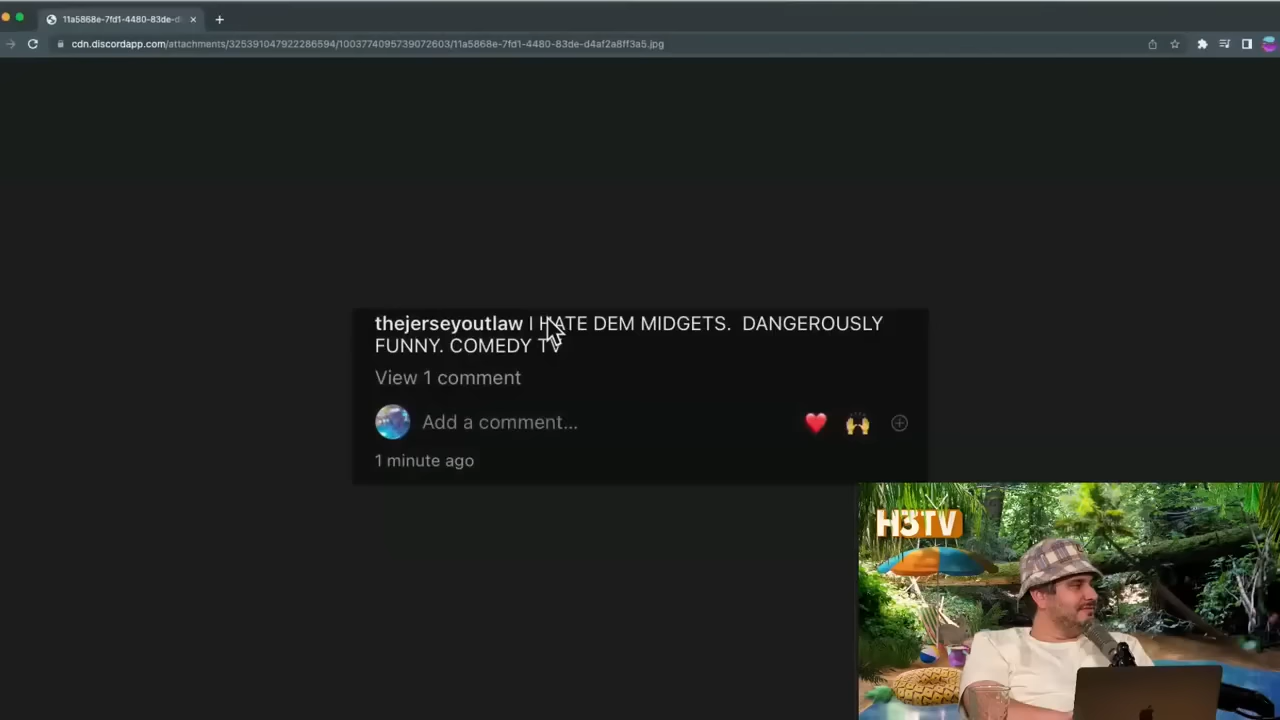 11a5868e-7fd1-4480-83de-d
cdn.discordapp.com/attachments/325391047922286594/1003774095739072603/11a5868e-7fd1-4480-83de-d4af2a8ff3a5.jpg
thejerseyoutlaw I HATE DEM MIDGETS. DANGEROUSLY
FUNNY. COMEDY TV
View 1 comment
Add a comment...
1 minute ago
H3TV